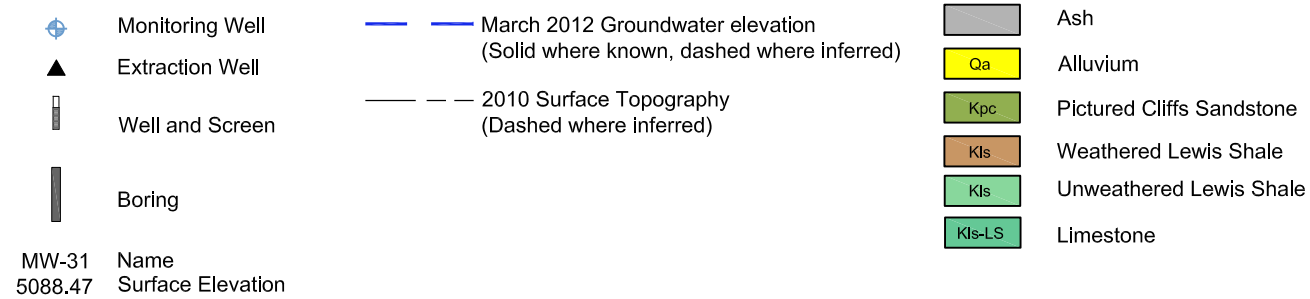 Monitoring Well
Extraction Well
Well and Screen
Boring
MW-31 Name
5088.47 Surface Elevation
March 2012 Groundwater elevation
(Solid where known, dashed where inferred)
2010 Surface Topography
(Dashed where inferred)
Ash
Qa Alluvium
Kpc Pictured Cliffs Sandstone
Kls Weathered Lewis Shale
Kls Unweathered Lewis Shale
Kls-LS Limestone